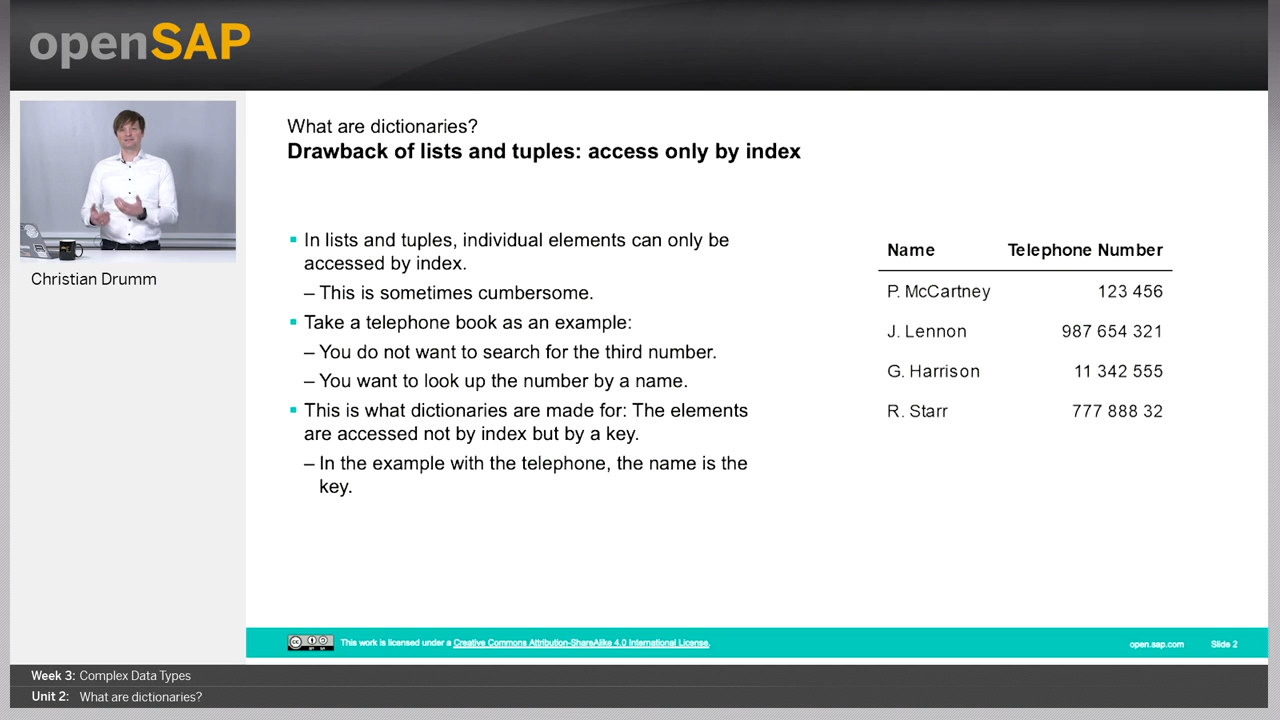 openSAP
What are dictionaries?
Drawback of lists and tuples: access only by index
Christian Drumm
▪ In lists and tuples, individual elements can only be
accessed by index.
– This is sometimes cumbersome.
▪ Take a telephone book as an example:
– You do not want to search for the third number.
– You want to look up the number by a name.
▪ This is what dictionaries are made for: The elements
are accessed not by index but by a key.
– In the example with the telephone, the name is the
key.
Name Telephone Number
P. McCartney 123 456
J. Lennon 987 654 321
G. Harrison 11 342 555
R. Starr 777 888 32
This work is licensed under a Creative Commons Attribution-ShareAlike 4.0 International License.
open.sap.com Slide 2
Week 3: Complex Data Types
Unit 2: What are dictionaries?